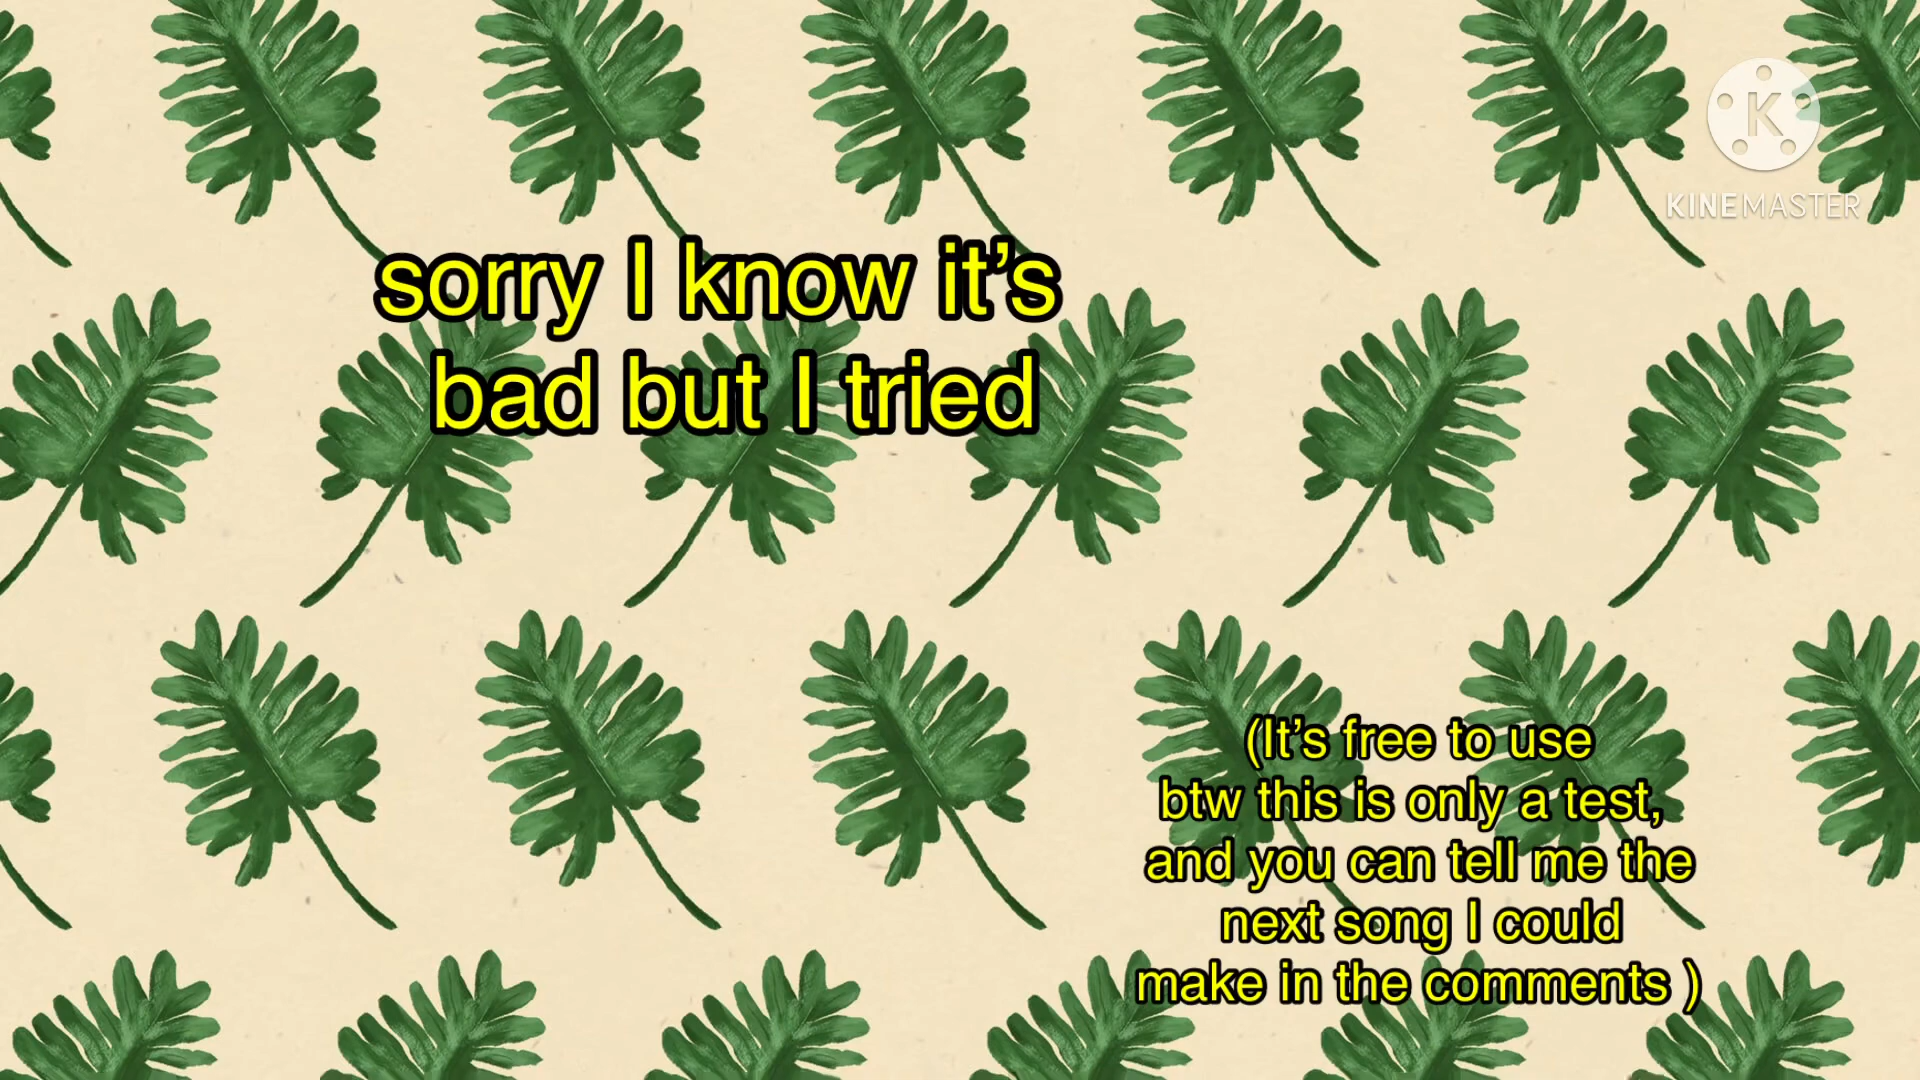 K
KINEMASTER
sorry I know it’s
bad but I tried
(It’s free to use
btw this is only a test,
and you can tell me the
next song I could
make in the comments )